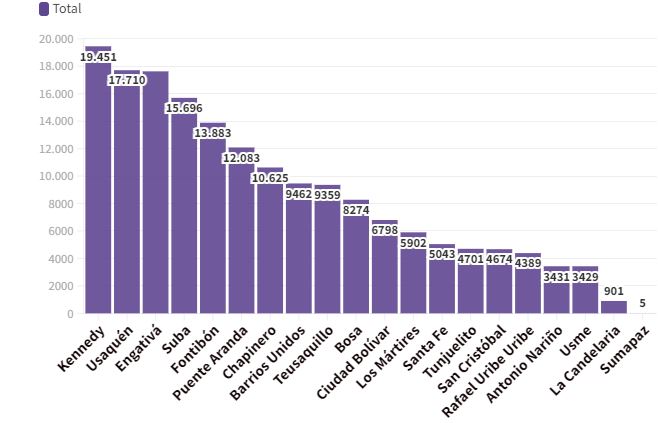 Total
20.000
18.000
16.000
14.000
12.000
10.000
8000
6000
4000
2000
0
19.451
17.710
15.696
13.883
12.083
10.625
9462
9359
8274
6798
5902
5043
4701
4674
4389
3431
3429
901
5
Kennedy
Usaquén
Engativá
Suba
Fontibón
Puente Aranda
Chapinero
Barrios Unidos
Teusaquillo
Bosa
Ciudad Bolívar
Los Mártires
Santa Fe
Tunjuelito
San Cristóbal
Rafael Uribe Uribe
Antonio Nariño
Usme
La Candelaria
Sumapaz